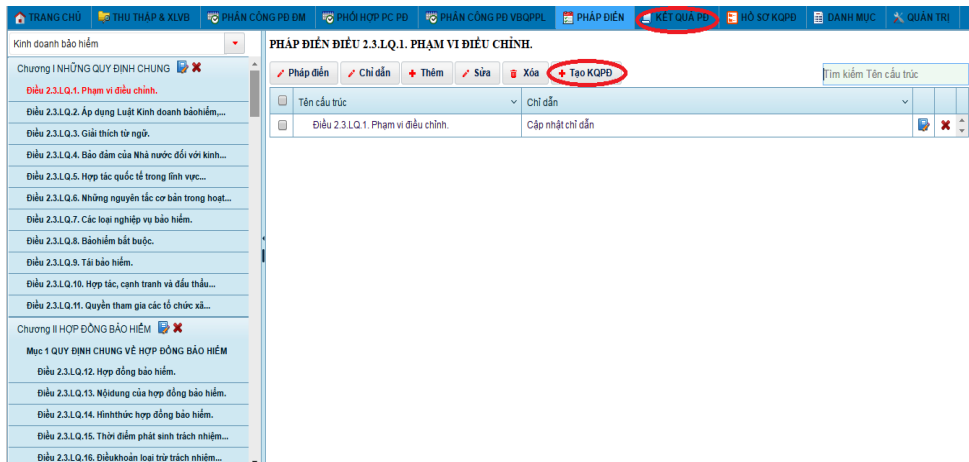 TRANG CHỦ THU THẬP & XLVB PHÂN CÔNG PĐ ĐM PHỐI HỢP PC PĐ PHÂN CÔNG PĐ VBQPPL PHÁP ĐIỂN KẾT QUẢ PĐ HỒ SƠ KQPĐ DANH MỤC QUẢN TRỊ
Kinh doanh bảo hiểm
Chương I NHỮNG QUY ĐỊNH CHUNG
Điều 2.3.LQ.1. Phạm vi điều chỉnh.
Điều 2.3.LQ.2. Áp dụng Luật Kinh doanh bảohiểm,...
Điều 2.3.LQ.3. Giải thích từ ngữ.
Điều 2.3.LQ.4. Bảo đảm của Nhà nước đối với kinh...
Điều 2.3.LQ.5. Hợp tác quốc tế trong lĩnh vực...
Điều 2.3.LQ.6. Những nguyên tắc cơ bản trong hoạt...
Điều 2.3.LQ.7. Các loại nghiệp vụ bảo hiểm.
Điều 2.3.LQ.8. Bảohiểm bắt buộc.
Điều 2.3.LQ.9. Tái bảo hiểm.
Điều 2.3.LQ.10. Hợp tác, cạnh tranh và đấu thầu...
Điều 2.3.LQ.11. Quyền tham gia các tổ chức xã...
Chương II HỢP ĐỒNG BẢO HIỂM
Mục 1 QUY ĐỊNH CHUNG VỀ HỢP ĐỒNG BẢO HIỂM
Điều 2.3.LQ.12. Hợp đồng bảo hiểm.
Điều 2.3.LQ.13. Nộidung của hợp đồng bảo hiểm.
Điều 2.3.LQ.14. Hìnhthức hợp đồng bảo hiểm.
Điều 2.3.LQ.15. Thời điểm phát sinh trách nhiệm...
Điều 2.3.LQ.16. Điềukhoản loại trừ trách nhiệm...
PHÁP ĐIỂN ĐIỀU 2.3.LQ.1. PHẠM VI ĐIỀU CHỈNH.
Pháp điển Chỉ dẫn Thêm Sửa Xóa Tạo KQPĐ Tìm kiếm Tên cấu trúc
Tên cấu trúc Chỉ dẫn
Điều 2.3.LQ.1. Phạm vi điều chỉnh. Cập nhật chỉ dẫn